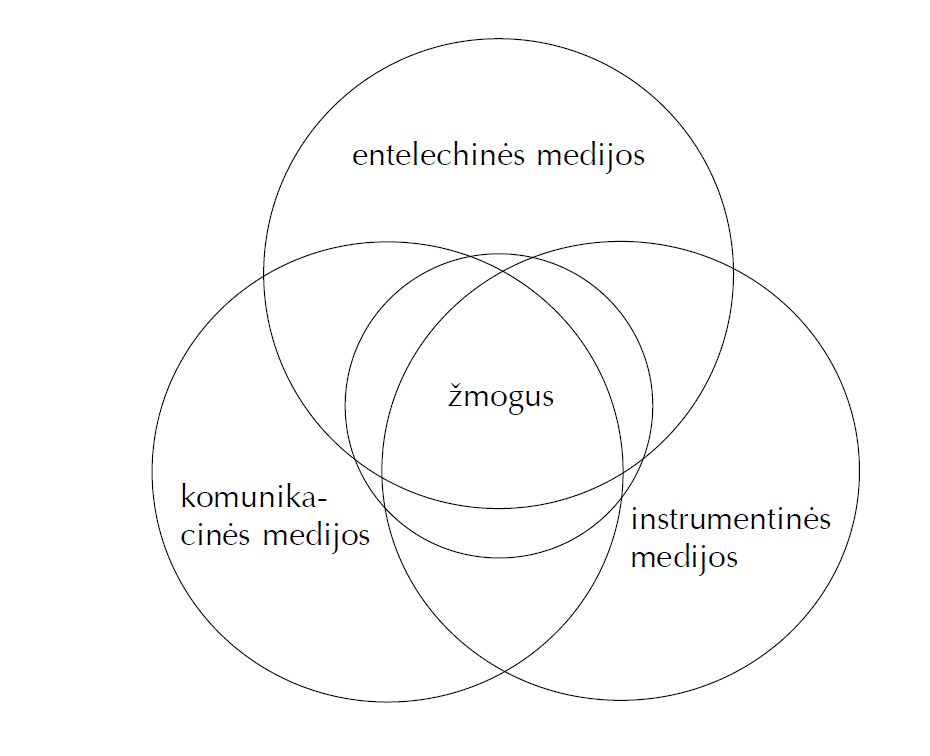 entelechinės medijos
žmogus
komunika-
cinės medijos
instrumentinės
medijos